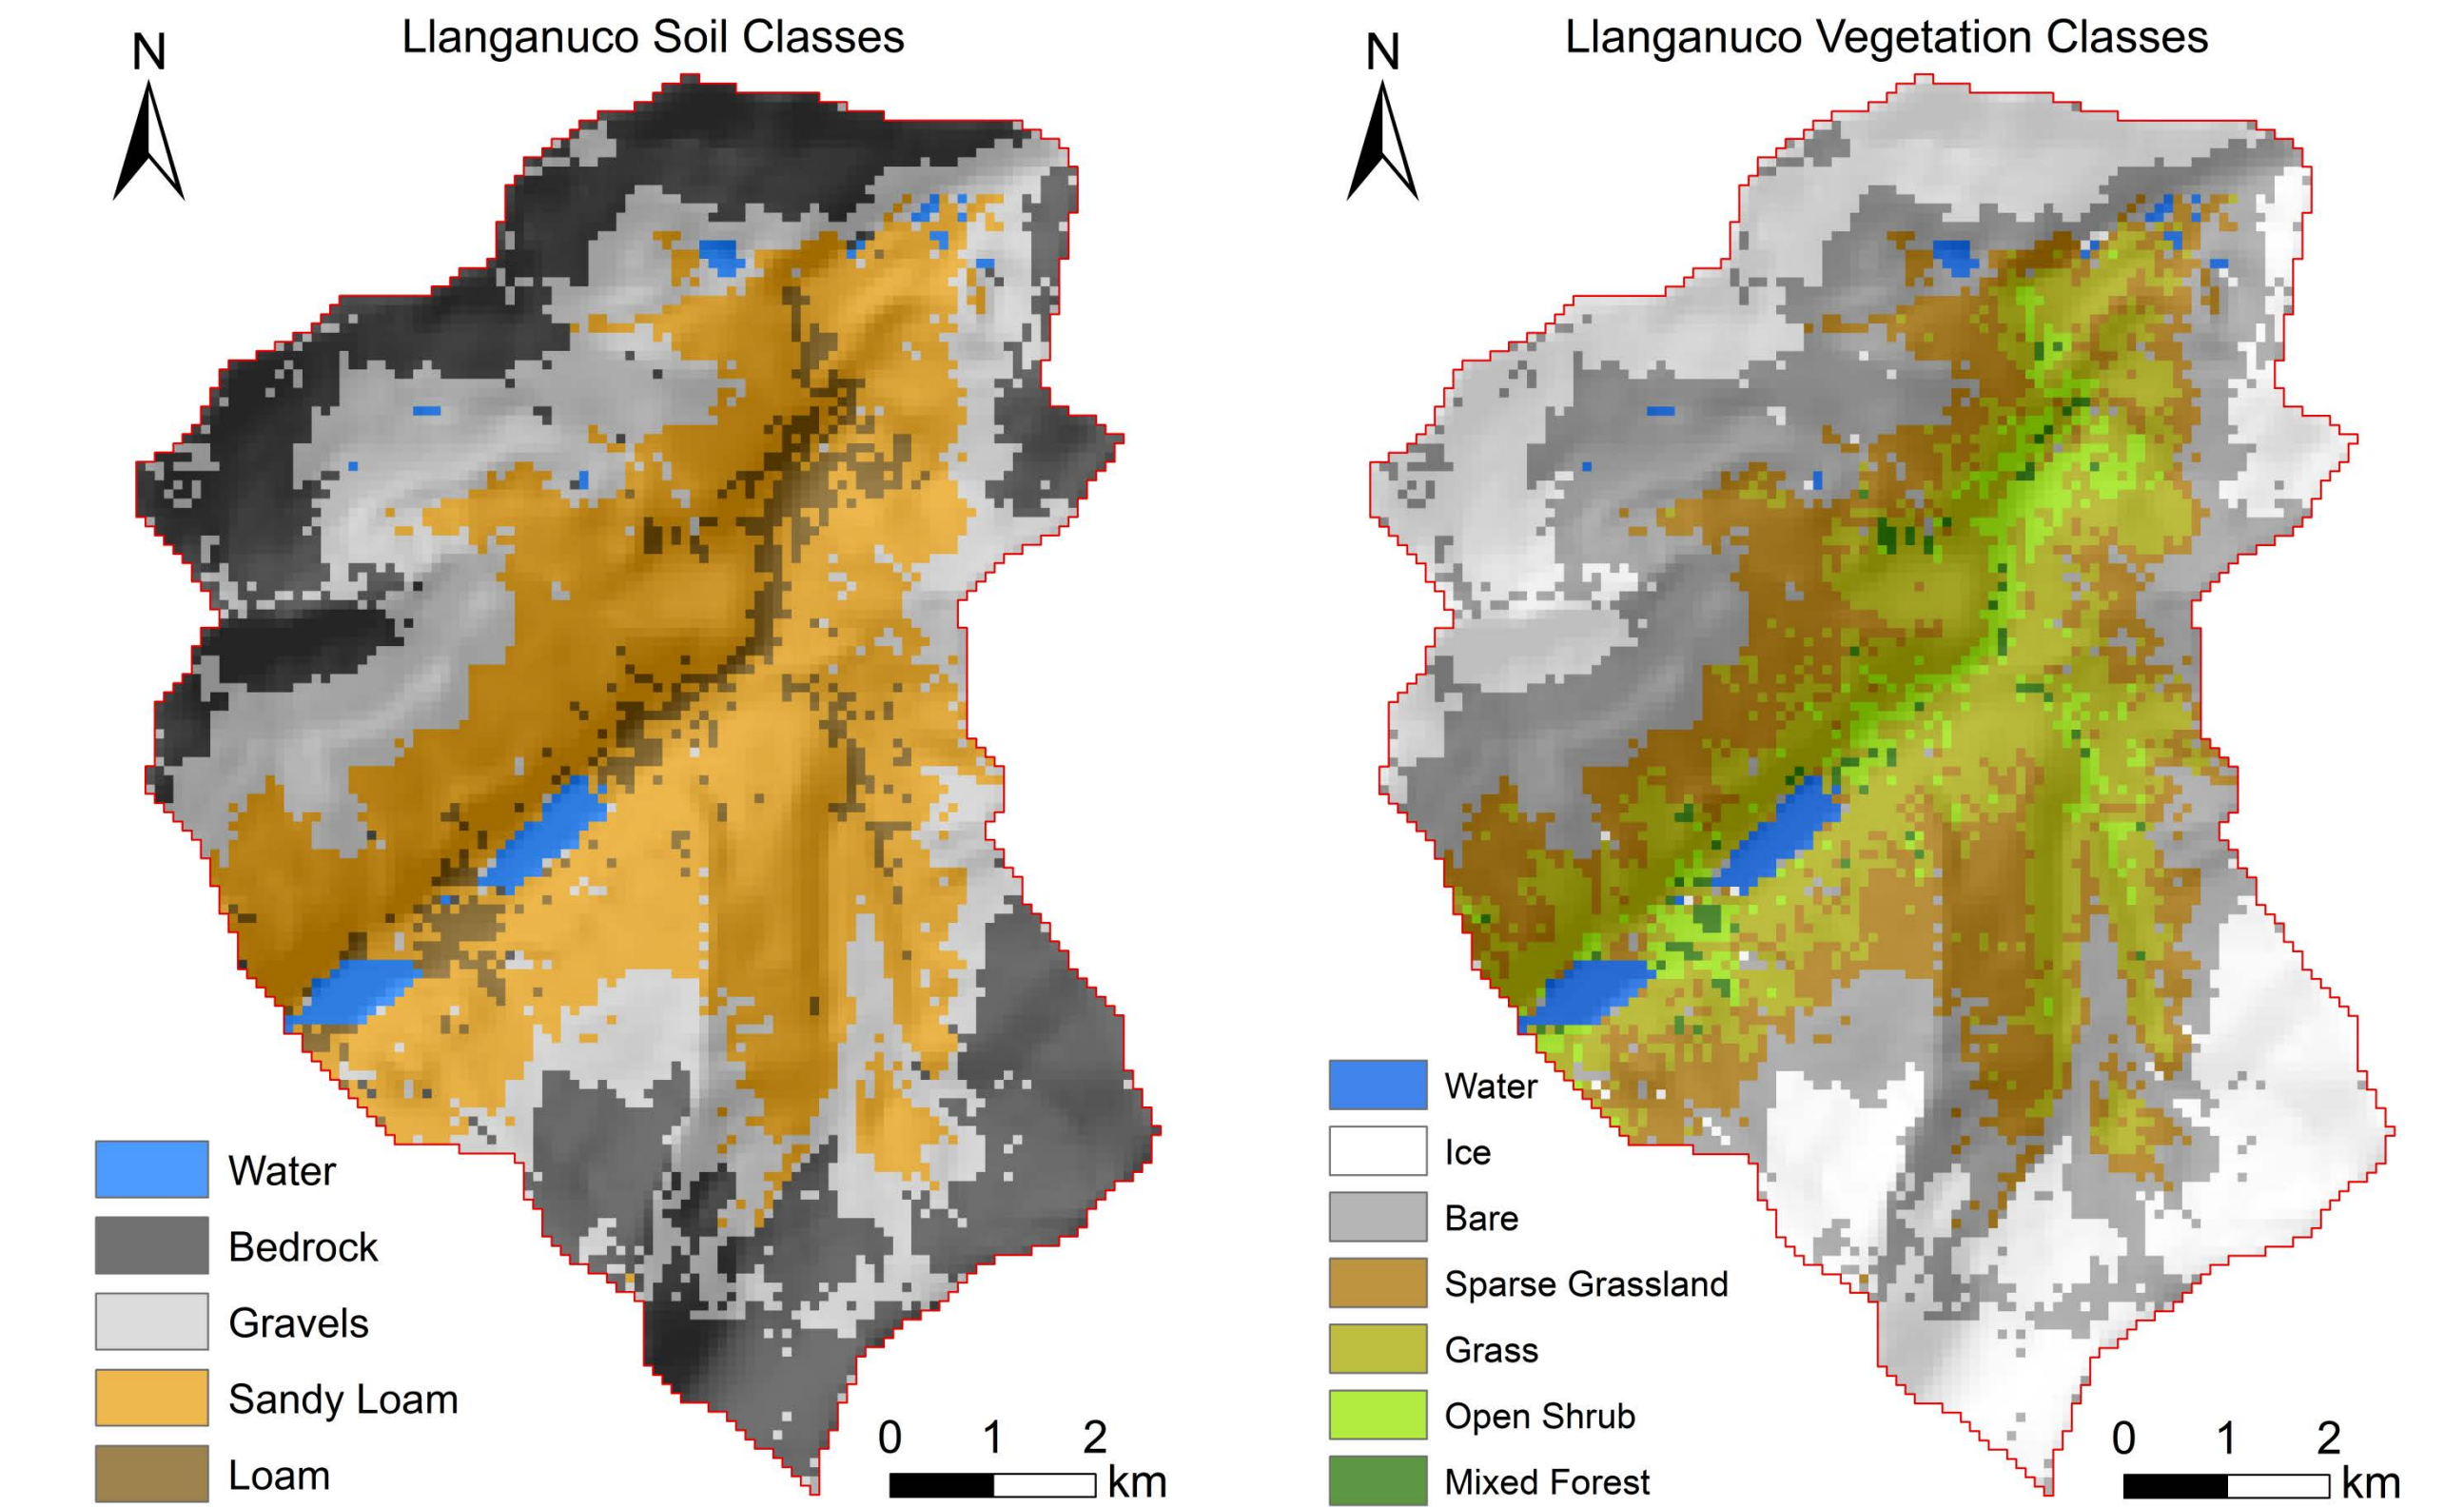 Llanganuco Soil Classes
N
Water
Bedrock
Gravels
Sandy Loam
Loam
0 1 2
km
Llanganuco Vegetation Classes
N
Water
Ice
Bare
Sparse Grassland
Grass
Open Shrub
Mixed Forest
0 1 2
km